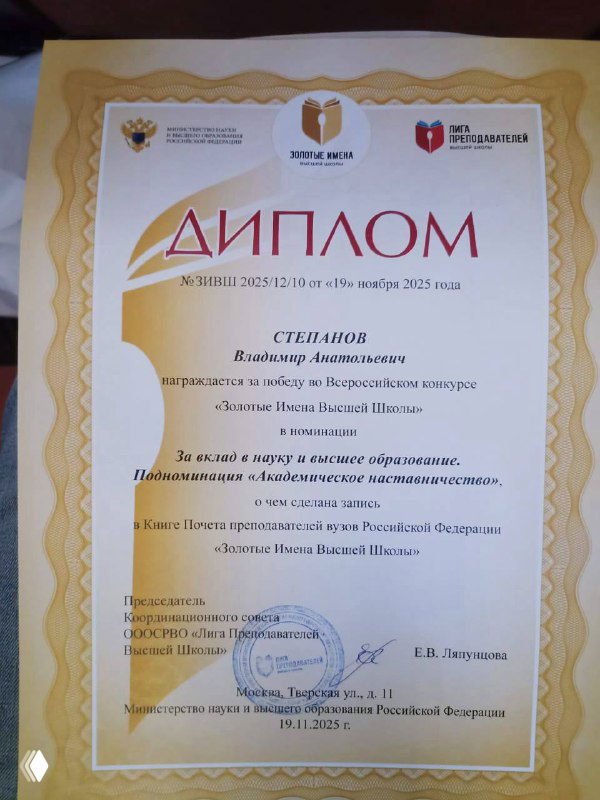 МИНИСТЕРСТВО НАУКИ
И ВЫСШЕГО ОБРАЗОВАНИЯ
РОССИЙСКОЙ ФЕДЕРАЦИИ
ЗОЛОТЫЕ ИМЕНА
ВЫСШЕЙ ШКОЛЫ
ЛИГА
ПРЕПОДАВАТЕЛЕЙ
ВЫСШЕЙ ШКОЛЫ
ДИПЛОМ
№ЗИВШ 2025/12/10 от «19» ноября 2025 года
СТЕПАНОВ
Владимир Анатольевич
награждается за победу во Всероссийском конкурсе
«Золотые Имена Высшей Школы»
в номинации
За вклад в науку и высшее образование.
Подноминация «Академическое наставничество»,
о чем сделана запись
в Книге Почета преподавателей вузов Российской Федерации
«Золотые Имена Высшей Школы»
Председатель
Координационного совета
ОООСРВО «Лига Преподавателей
Высшей Школы»
Е.В. Ляпунцова
ЛИГА
ПРЕПОДАВАТЕЛЕЙ
Москва, Тверская ул., д. 11
Министерство науки и высшего образования Российской Федерации
19.11.2025 г.